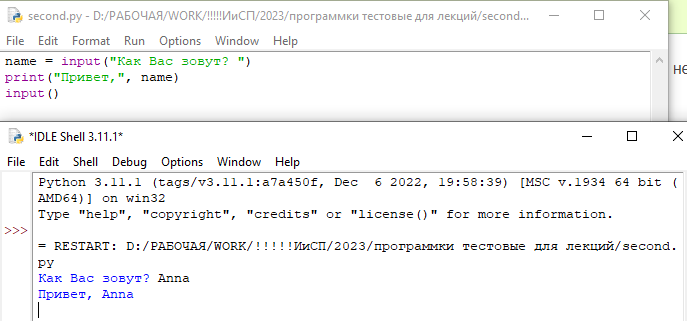 second.py - D:/РАБОЧАЯ/WORK/!!!!!ИиСП/2023/программки тестовые для лекций/second...
File Edit Format Run Options Window Help
name = input("Как Вас зовут? ")
print("Привет,", name)
input()
не
*IDLE Shell 3.11.1*
File Edit Shell Debug Options Window Help
Python 3.11.1 (tags/v3.11.1:a7a450f, Dec  6 2022, 19:58:39) [MSC v.1934 64 bit (
AMD64)] on win32
Type "help", "copyright", "credits" or "license()" for more information.
>>>
= RESTART: D:/РАБОЧАЯ/WORK/!!!!!ИиСП/2023/программки тестовые для лекций/second.
py
Как Вас зовут? Anna
Привет, Anna